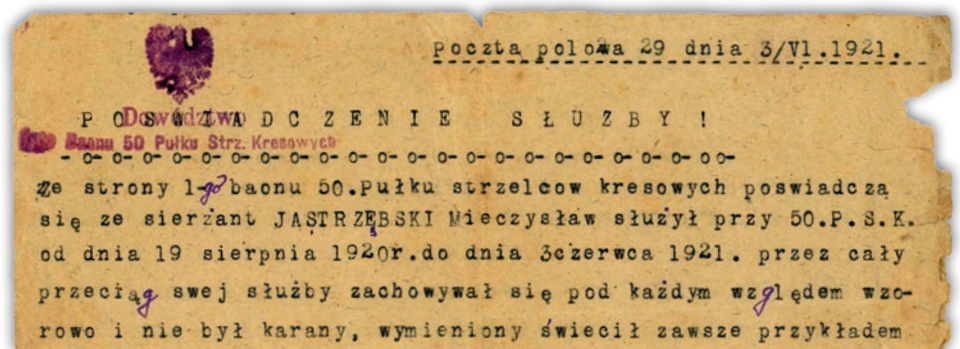 Poczta polowa 29 dnia 3/VI.1921.
POSWIADCZENIE SŁUZBY!
Dowództwo
Baonu 50 Pułku Strz. Kresowych
-o-o-o-o-o-o-o-o-o-o-o-o-o-o-o-o-o-o-o-o-o-oo-
Ze strony 1-go baonu 50.Pułku strzelcow kresowych poswiadcza
się ze sierżant JASTRZĘBSKI Mieczysław służył przy 50.P.S.K.
od dnia 19 sierpnia 1920r.do dnia 3czerwca 1921. przez cały
przeciąg swej służby zachowywał się pod każdym względem wzo-
rowo i nie był karany, wymieniony świecił zawsze przykładem